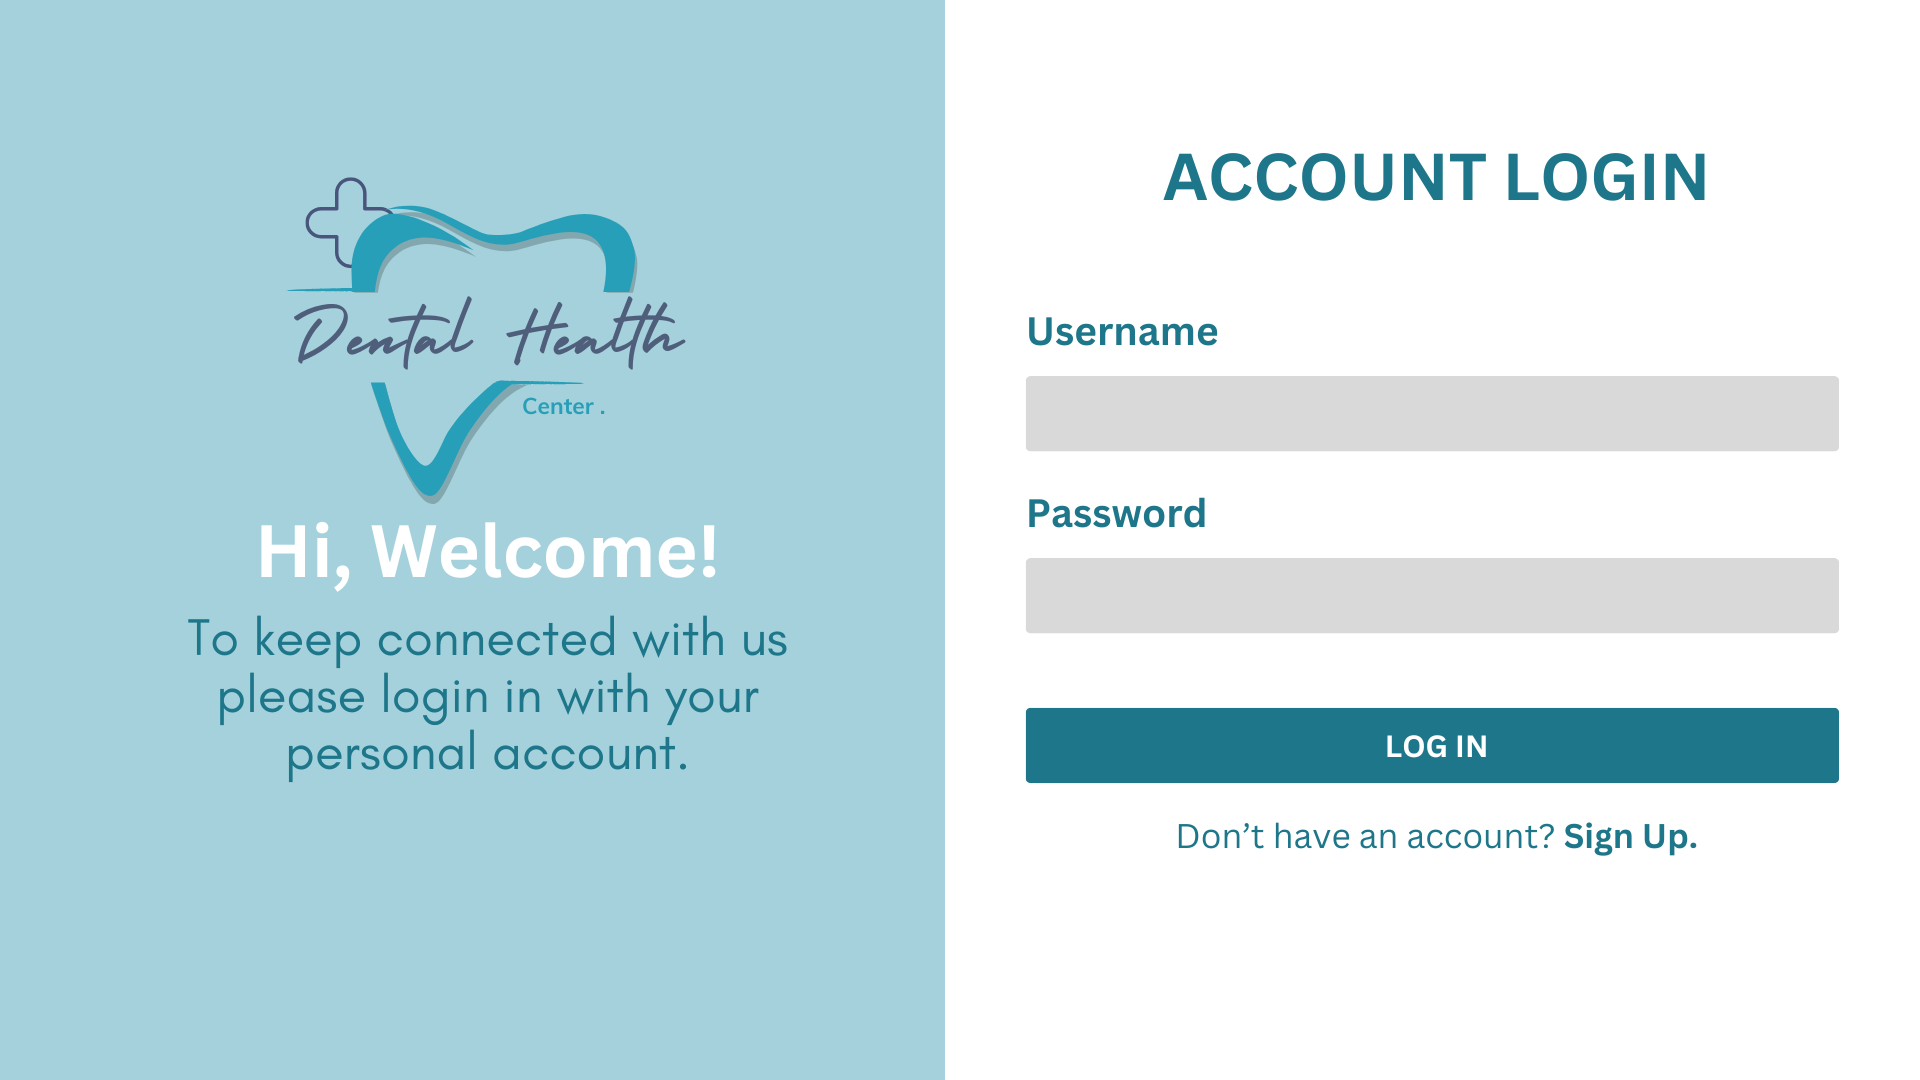 Dental Health
Center .
Hi, Welcome!
To keep connected with us
please login in with your
personal account.
ACCOUNT LOGIN
Username
Password
LOG IN
Don’t have an account? Sign Up.